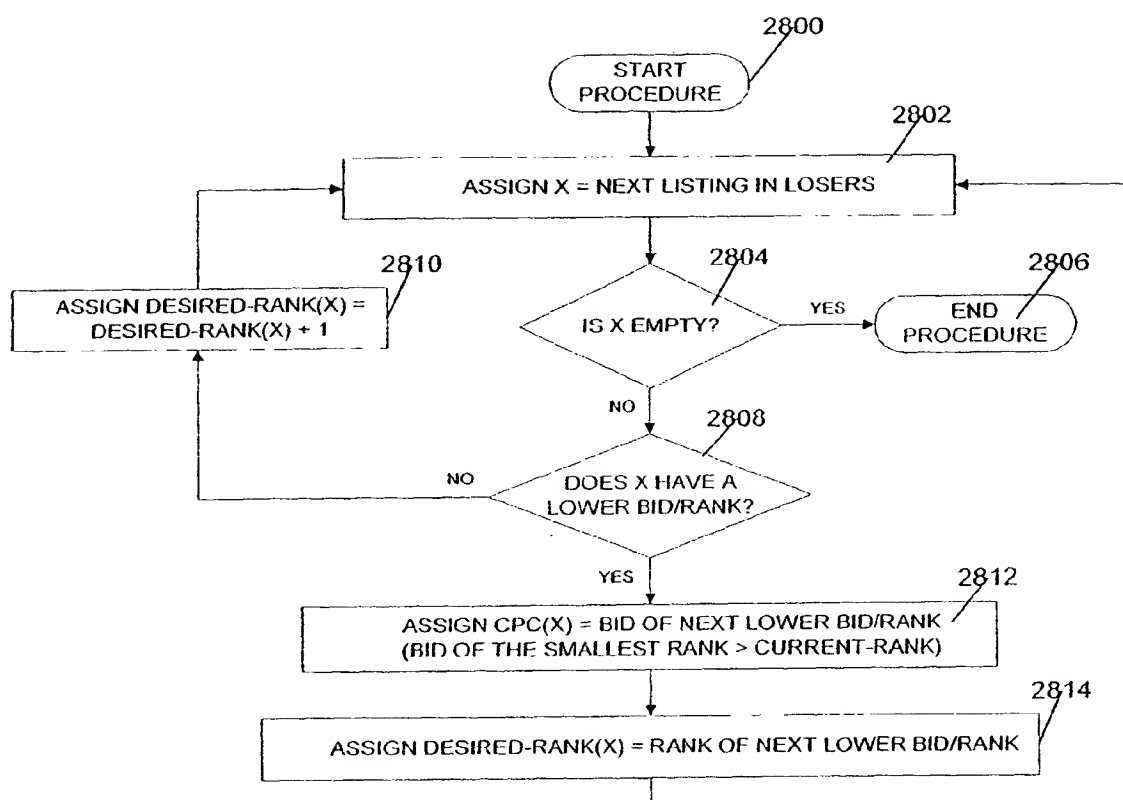 2800
START
PROCEDURE
2802
ASSIGN X = NEXT LISTING IN LOSERS
2810
ASSIGN DESIRED-RANK(X) =
DESIRED-RANK(X) + 1
2804
IS X EMPTY?
YES
2806
END
PROCEDURE
NO
2808
DOES X HAVE A
LOWER BID/RANK?
NO
YES
2812
ASSIGN CPC(X) = BID OF NEXT LOWER BID/RANK
(BID OF THE SMALLEST RANK > CURRENT-RANK)
2814
ASSIGN DESIRED-RANK(X) = RANK OF NEXT LOWER BID/RANK